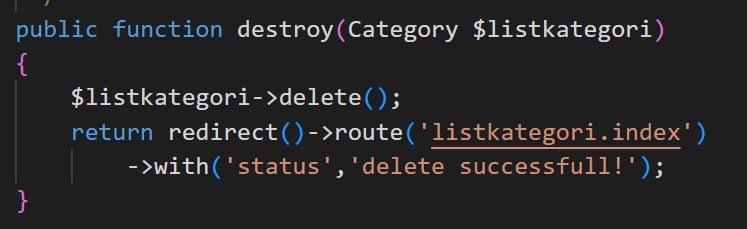 public function destroy(Category $listkategori)
{
    $listkategori->delete();
    return redirect()->route('listkategori.index')
        ->with('status','delete successfull!');
}